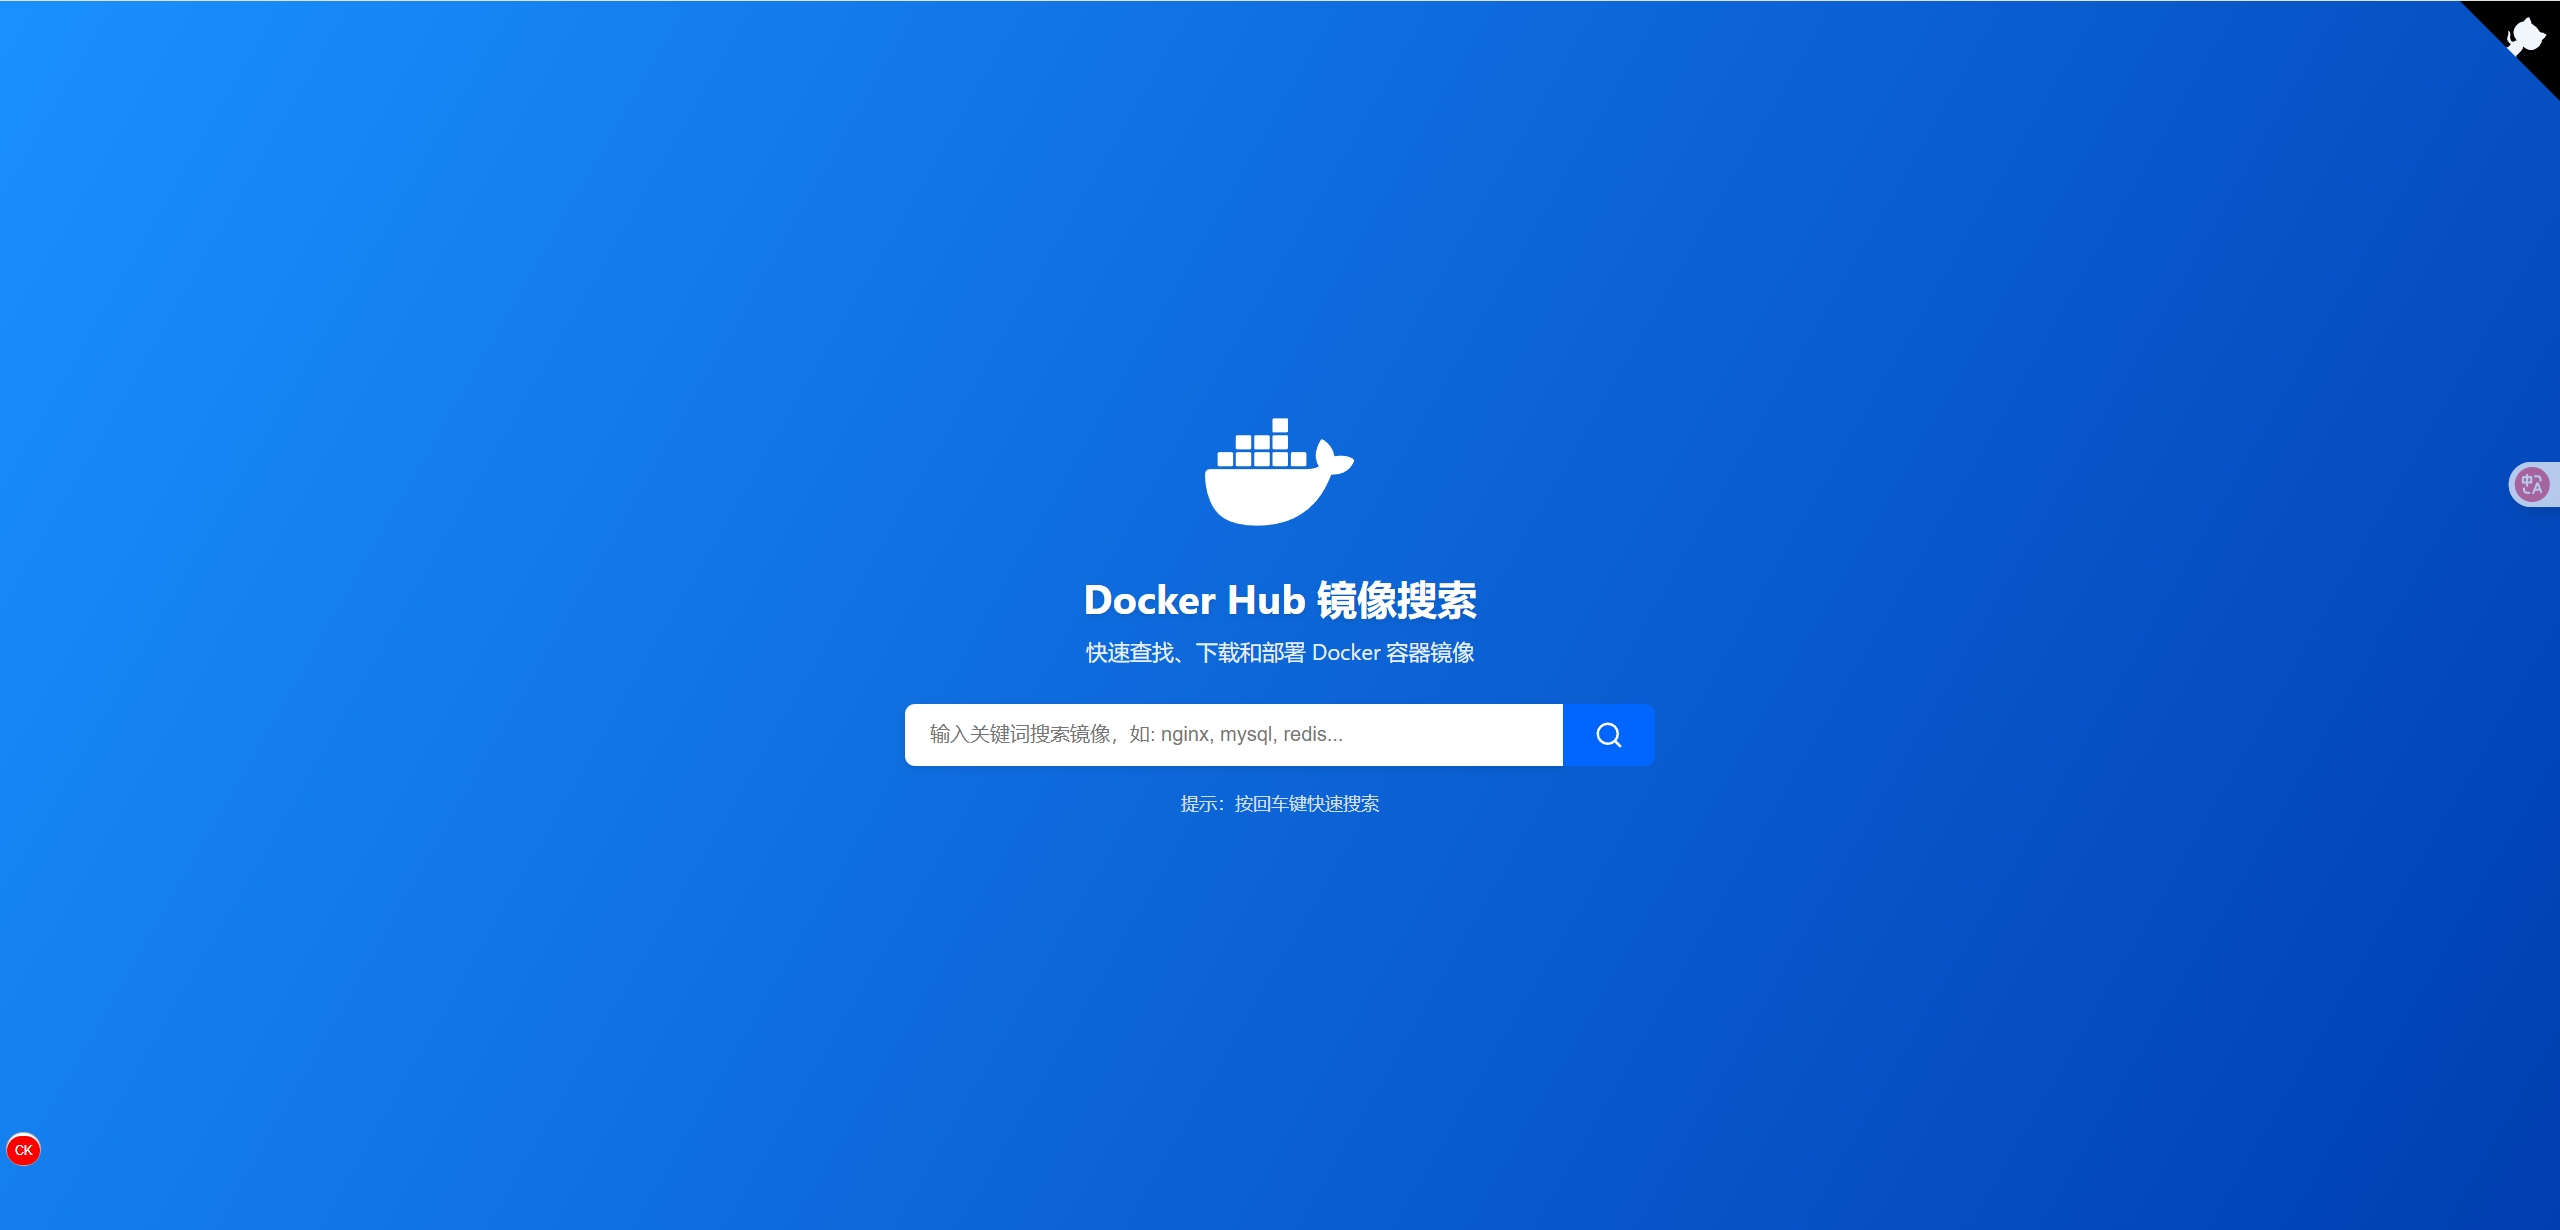 Docker Hub 镜像搜索
快速查找、下载和部署 Docker 容器镜像
输入关键词搜索镜像，如: nginx, mysql, redis...
提示：按回车键快速搜索
中A
CK